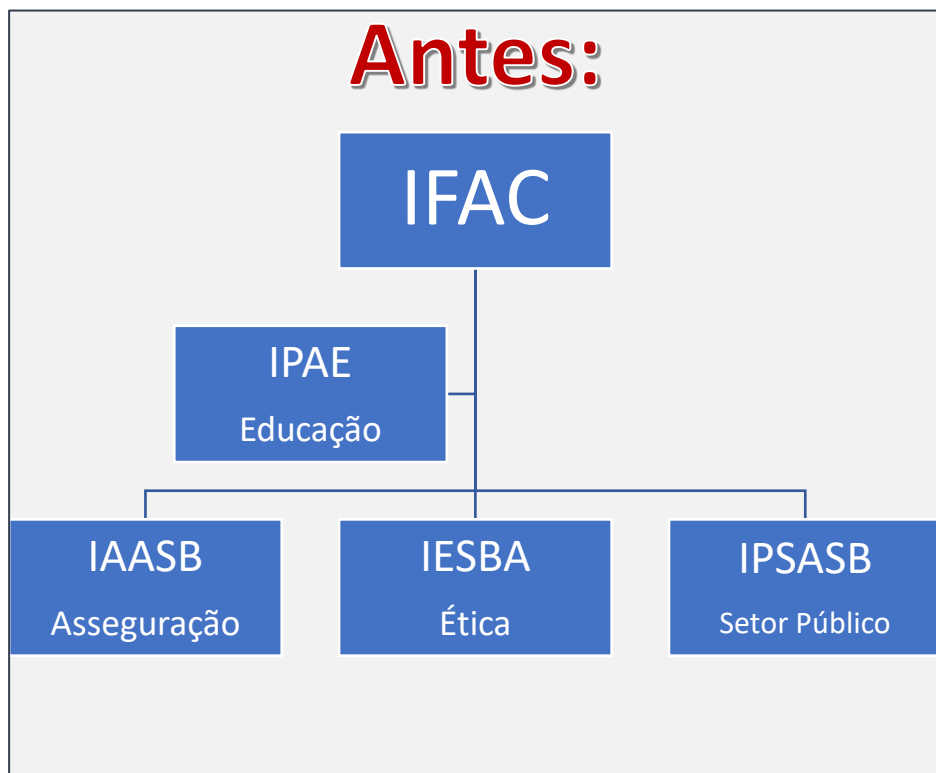 Antes:
IFAC
IPAE
Educação
IAASB
Asseguração
IESBA
Ética
IPSASB
Setor Público